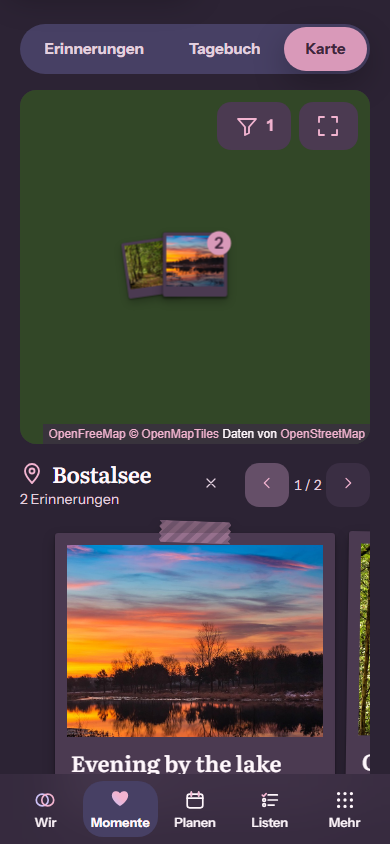 Erinnerungen
Tagebuch
Karte
1
2
OpenFreeMap © OpenMapTiles Daten von OpenStreetMap
Bostalsee
1 / 2
2 Erinnerungen
Evening by the lake
Wir
Momente
Planen
Listen
Mehr